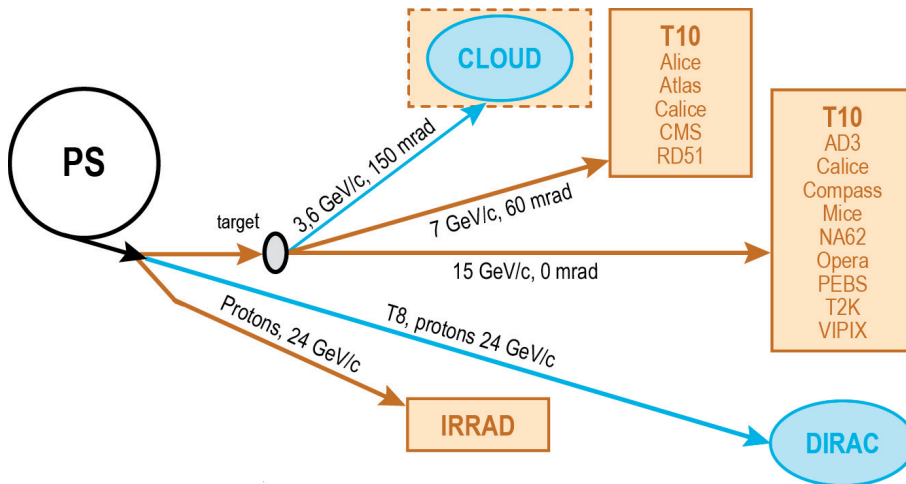 CLOUD
T10
Alice
Atlas
Calice
CMS
RD51
T10
AD3
Calice
Compass
Mice
NA62
Opera
PEBS
T2K
VIPIX
PS
target
3,6 GeV/c, 150 mrad
7 GeV/c, 60 mrad
15 GeV/c, 0 mrad
Protons, 24 GeV/c
T8, protons 24 GeV/c
IRRAD
DIRAC